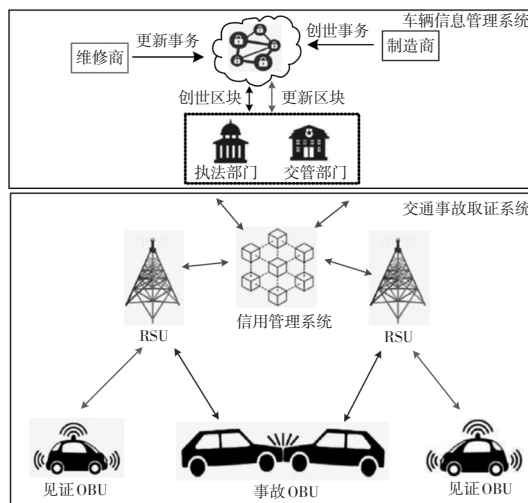 车辆信息管理系统
维修商
更新事务
创世事务
制造商
创世区块
更新区块
执法部门
交管部门
交通事故取证系统
RSU
信用管理系统
RSU
见证OBU
事故OBU
见证OBU